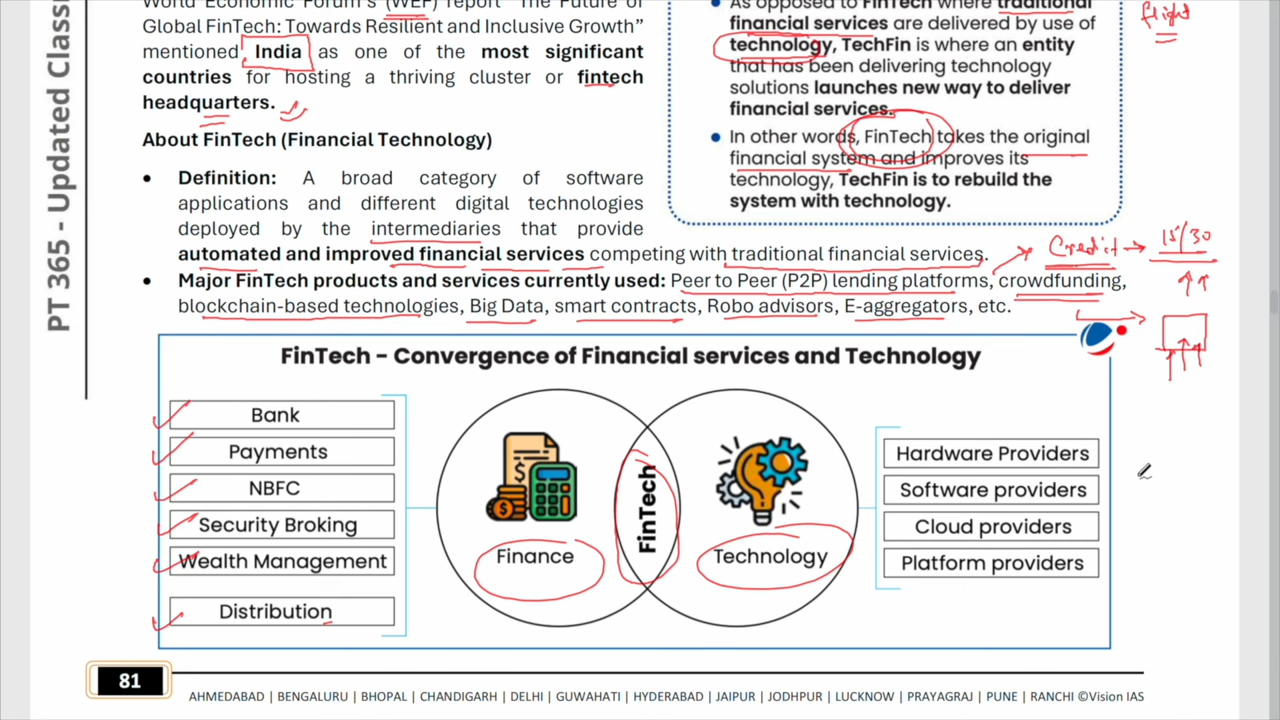 PT 365 - Updated Classr
World Economic Forum's (WEF) report "The Future of
Global FinTech: Towards Resilient and Inclusive Growth"
mentioned India as one of the most significant
countries for hosting a thriving cluster or fintech
headquarters.
About FinTech (Financial Technology)
• Definition: A broad category of software
applications and different digital technologies
deployed by the intermediaries that provide
automated and improved financial services competing with traditional financial services.
• Major FinTech products and services currently used: Peer to Peer (P2P) lending platforms, crowdfunding,
blockchain-based technologies, Big Data, smart contracts, Robo advisors, E-aggregators, etc.
• As opposed to FinTech where traditional
financial services are delivered by use of
technology, TechFin is where an entity
that has been delivering technology
solutions launches new way to deliver
financial services.
• In other words, FinTech takes the original
financial system and improves its
technology, TechFin is to rebuild the
system with technology.
flight
Credit → 15/30
FinTech - Convergence of Financial services and Technology
Bank
Payments
NBFC
Security Broking
Wealth Management
Distribution
Finance
FinTech
Technology
Hardware Providers
Software providers
Cloud providers
Platform providers
81
AHMEDABAD | BENGALURU | BHOPAL | CHANDIGARH | DELHI | GUWAHATI | HYDERABAD | JAIPUR | JODHPUR | LUCKNOW | PRAYAGRAJ | PUNE | RANCHI ©Vision IAS